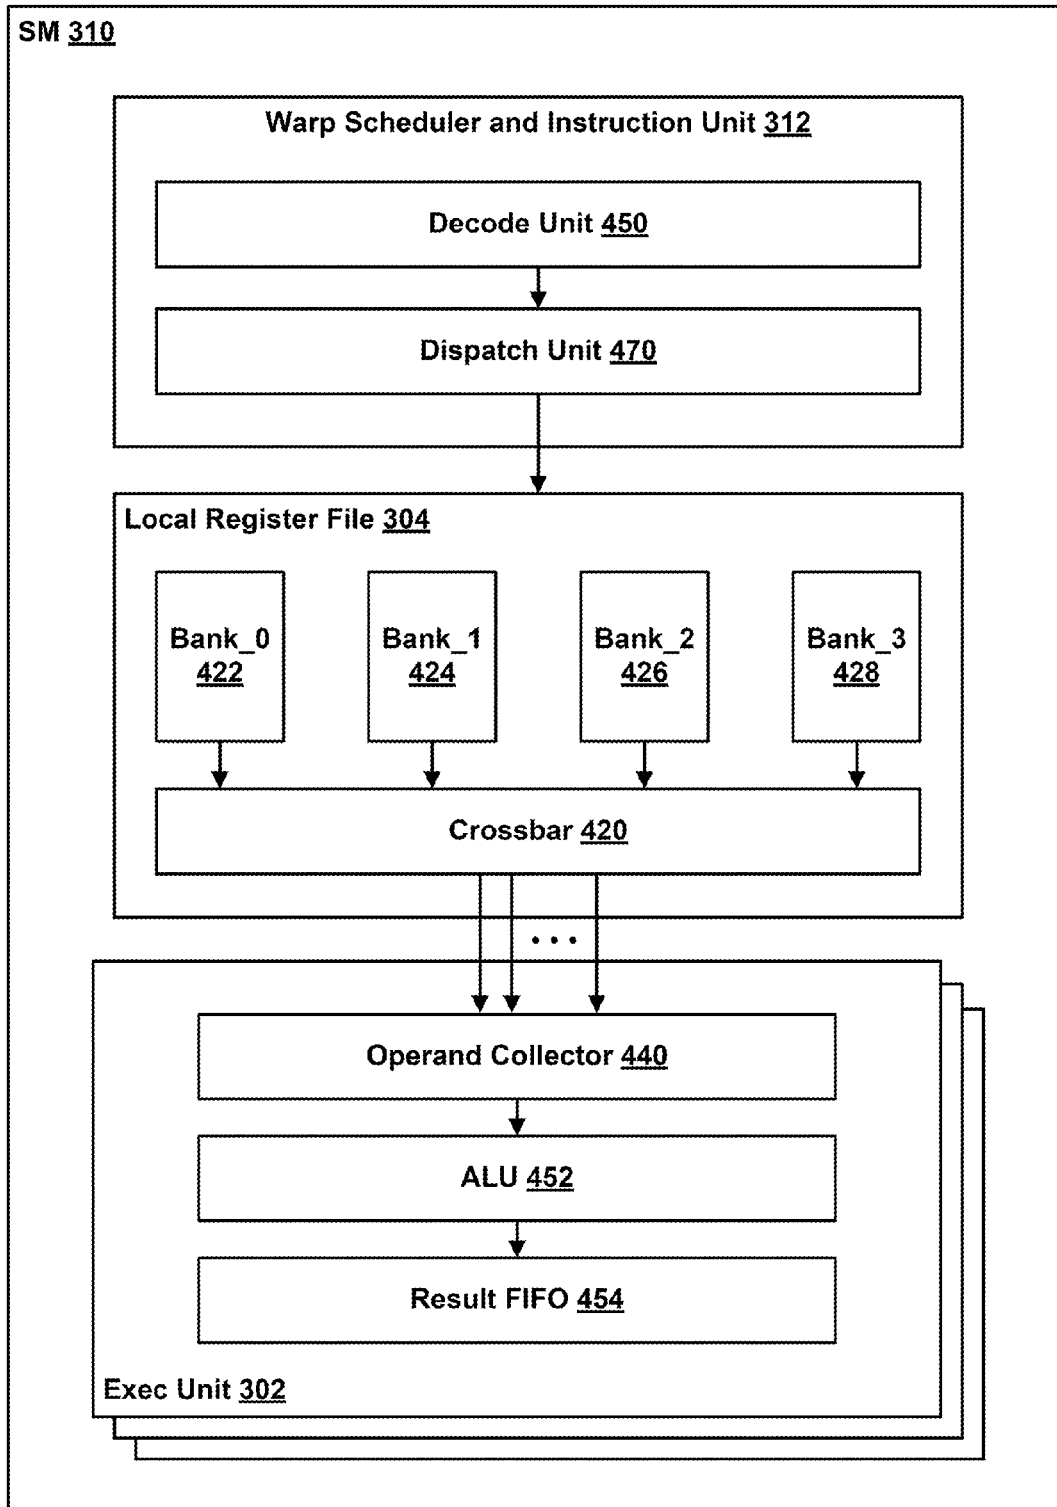 SM 310
Warp Scheduler and Instruction Unit 312
Decode Unit 450
Dispatch Unit 470
Local Register File 304
Bank_0
422
Bank_1
424
Bank_2
426
Bank_3
428
Crossbar 420
...
Operand Collector 440
ALU 452
Result FIFO 454
Exec Unit 302